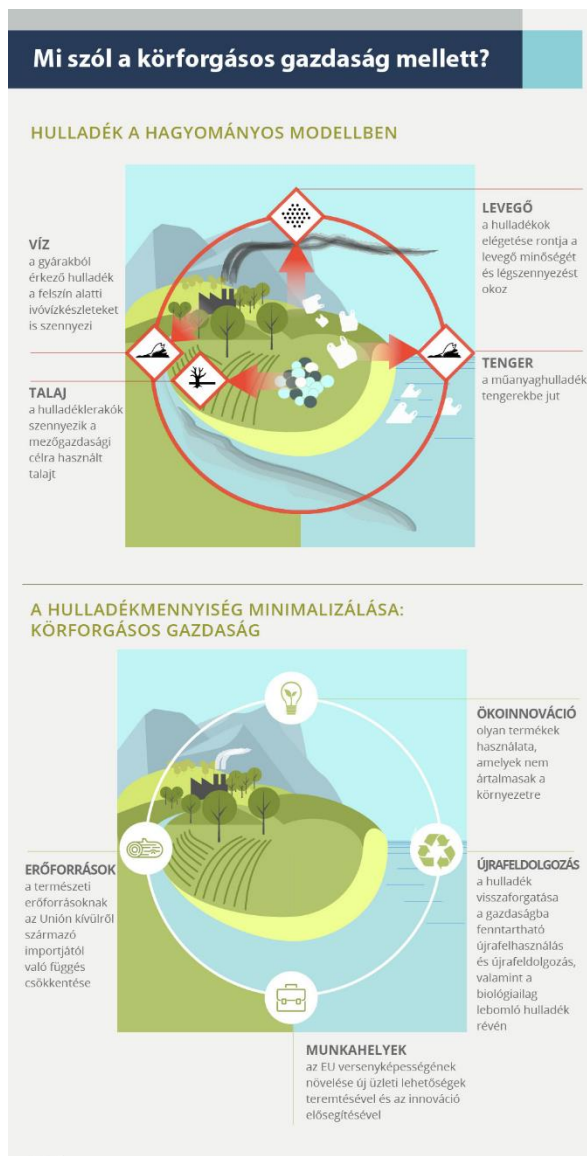 Mi szól a körforgásos gazdaság mellett?
HULLADÉK A HAGYOMÁNYOS MODELLBEN
VÍZ
a gyárakból
érkező hulladék
a felszín alatti
ivóvízkészleteket
is szennyezi
LEVEGŐ
a hulladékok
elégetése rontja a
levegő minőségét
és légszennyezést
okoz
TALAJ
a hulladéklerakók
szennyezik a
mezőgazdasági
célra használt
talajt
TENGER
a műanyaghulladék
tengerekbe jut
A HULLADÉKMENNYISÉG MINIMALIZÁLÁSA:
KÖRFORGÁSOS GAZDASÁG
ÖKOINNOVÁCIÓ
olyan termékek
használata,
amelyek nem
ártalmasak a
környezetre
ERŐFORRÁSOK
a természeti
erőforrásoknak
az Unión kívülről
származó
importjától
való függés
csökkentése
ÚJRAFELDOLGOZÁS
a hulladék
visszaforgatása
a gazdaságba
fenntartható
újrafelhasználás
és újrafeldolgozás,
valamint a
biológiailag
lebomló hulladék
révén
MUNKAHELYEK
az EU versenyképességének
növelése új üzleti lehetőségek
teremtésével és az innováció
elősegítésével